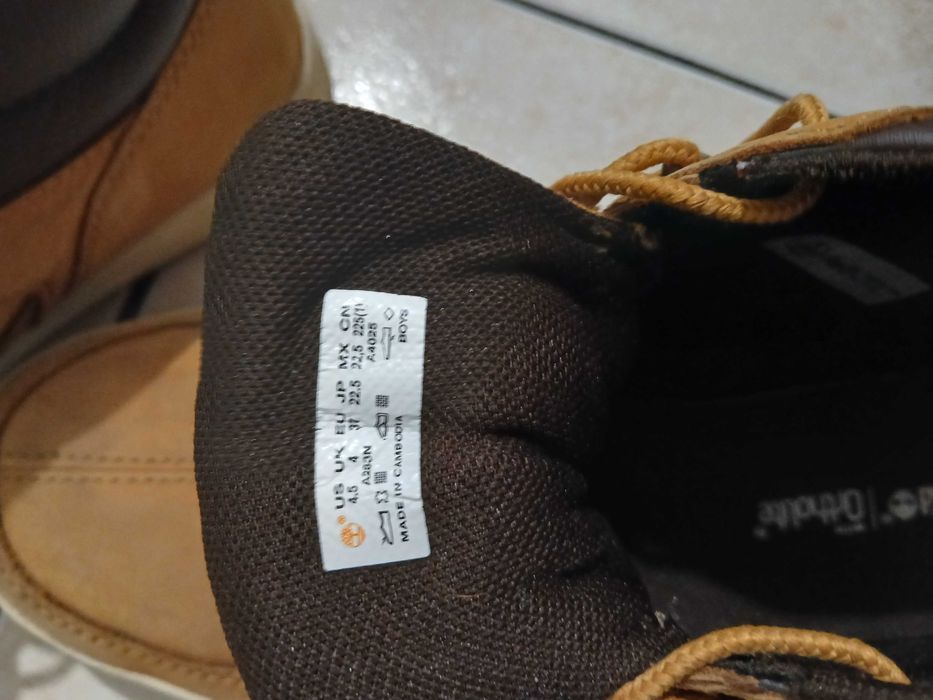 US UK EU JP MX CN
4.5 4 37 22.5 22,5 225(1
A283N A4025
BOYS
MADE IN CAMBODIA
Ortholite